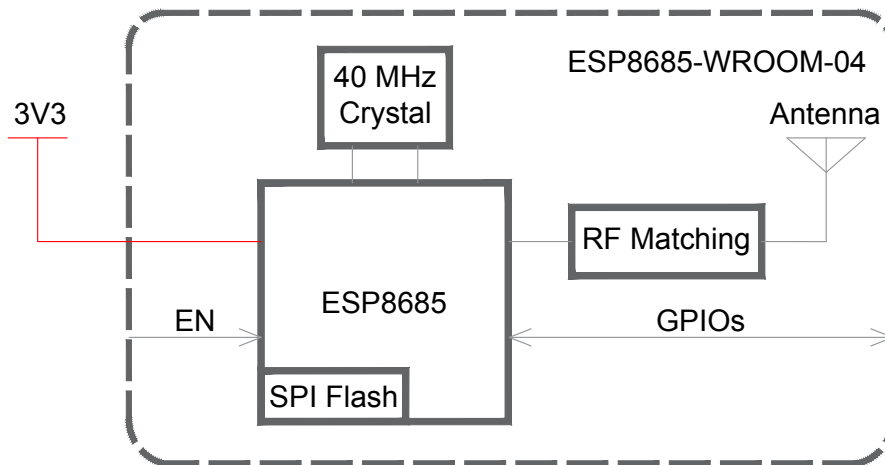 ESP8685-WROOM-04
40 MHz
Crystal
3V3
Antenna
RF Matching
ESP8685
EN
GPIOs
SPI Flash